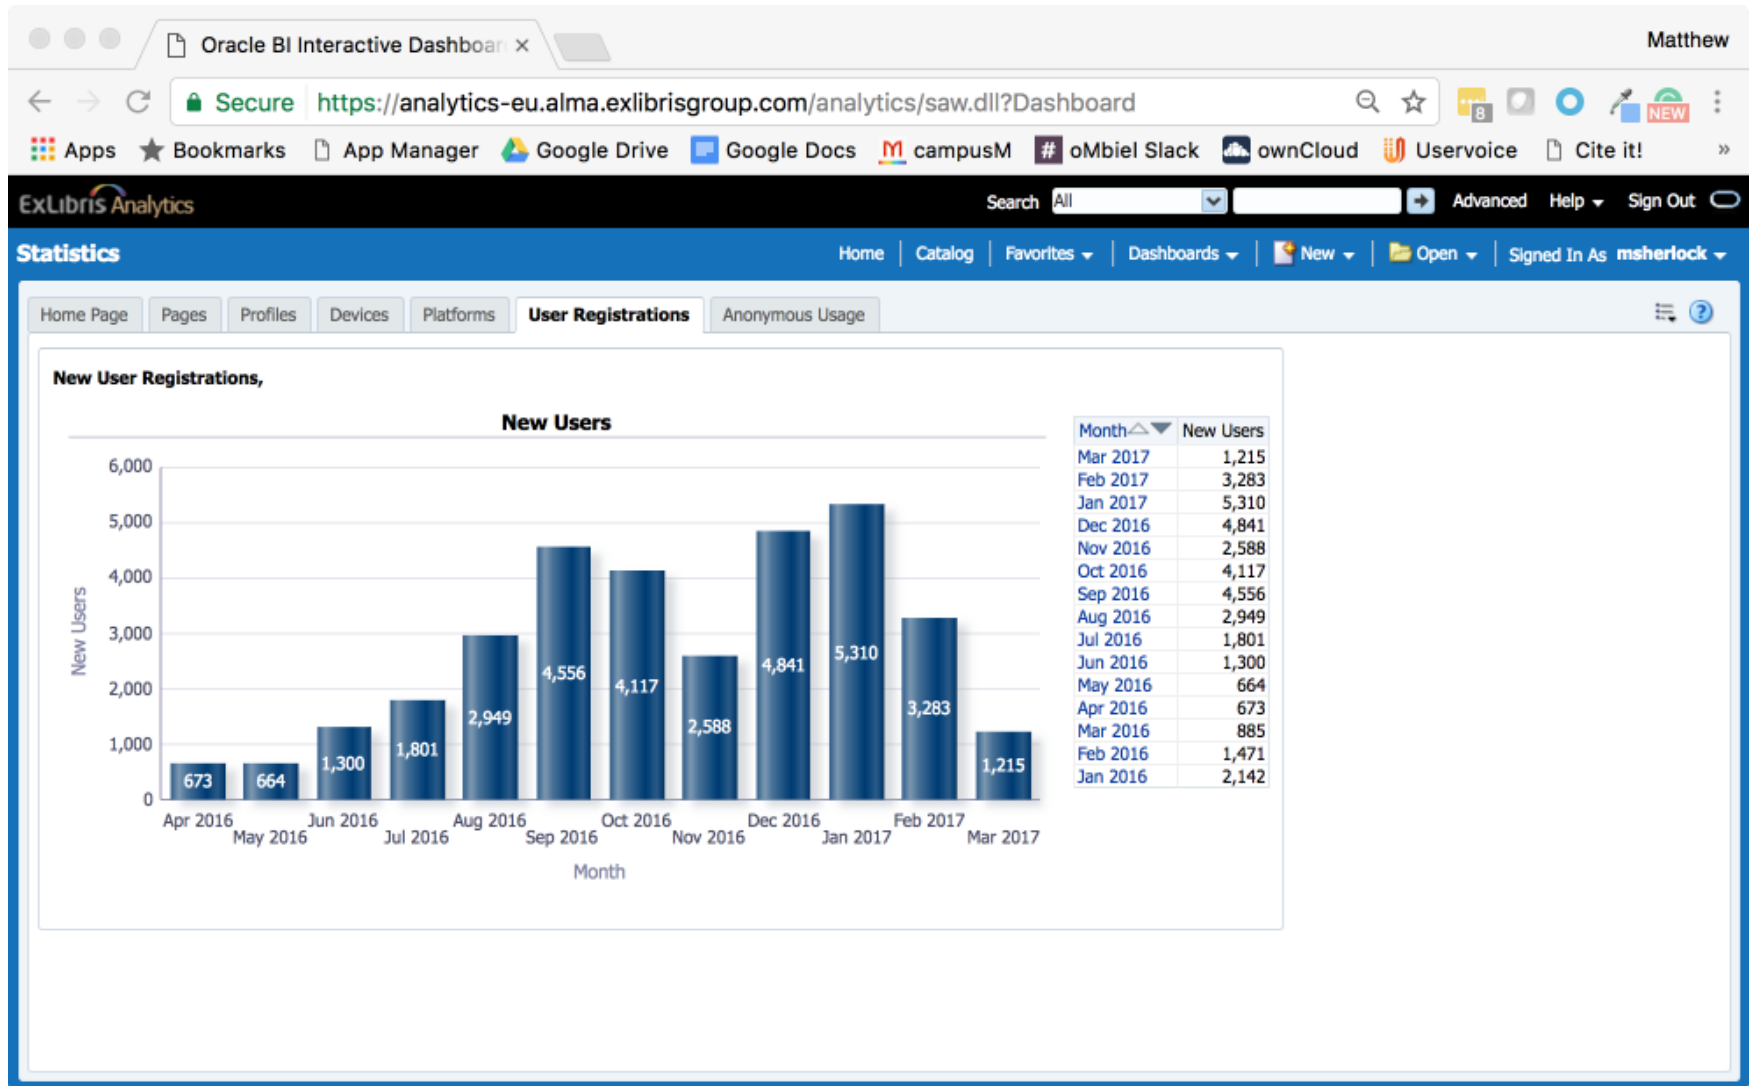 Oracle BI Interactive Dashboar
Matthew
Secure https://analytics-eu.alma.exlibrisgroup.com/analytics/saw.dll?Dashboard
8
NEW
Apps Bookmarks App Manager Google Drive Google Docs campusM # oMbiel Slack ownCloud Uservoice Cite it! »
ExLibris Analytics
Search All Advanced Help Sign Out
Statistics
Home Catalog Favorites Dashboards New Open Signed In As msherlock
Home Page Pages Profiles Devices Platforms User Registrations Anonymous Usage
?
New User Registrations,
New Users
6,000
5,000
4,000
3,000
2,000
1,000
0
New Users
673 664 1,300 1,801 2,949 4,556 4,117 2,588 4,841 5,310 3,283 1,215
Apr 2016 May 2016 Jun 2016 Jul 2016 Aug 2016 Sep 2016 Oct 2016 Nov 2016 Dec 2016 Jan 2017 Feb 2017 Mar 2017
Month
Month New Users
Mar 2017 1,215
Feb 2017 3,283
Jan 2017 5,310
Dec 2016 4,841
Nov 2016 2,588
Oct 2016 4,117
Sep 2016 4,556
Aug 2016 2,949
Jul 2016 1,801
Jun 2016 1,300
May 2016 664
Apr 2016 673
Mar 2016 885
Feb 2016 1,471
Jan 2016 2,142